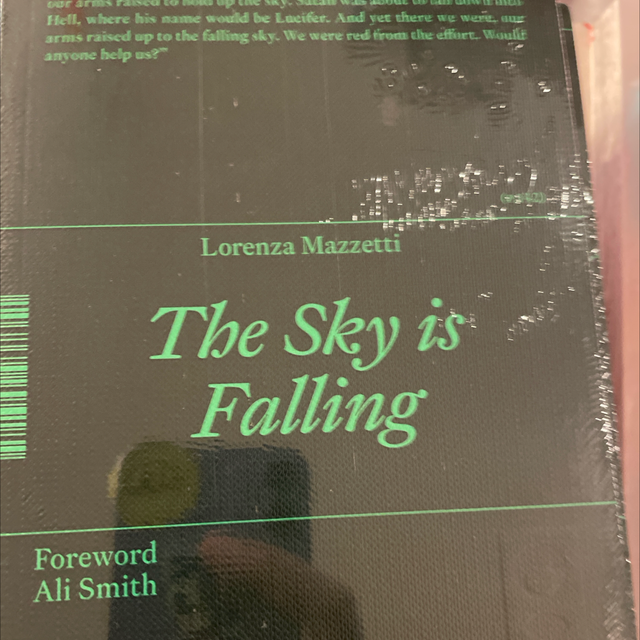 our arms raised to hold up the sky. Satan was about to fall down into
Hell, where his name would be Lucifer. And yet there we were, our
arms raised up to the falling sky. We were red from the effort. Would
anyone help us?”
Lorenza Mazzetti
The Sky is
Falling
Foreword
Ali Smith